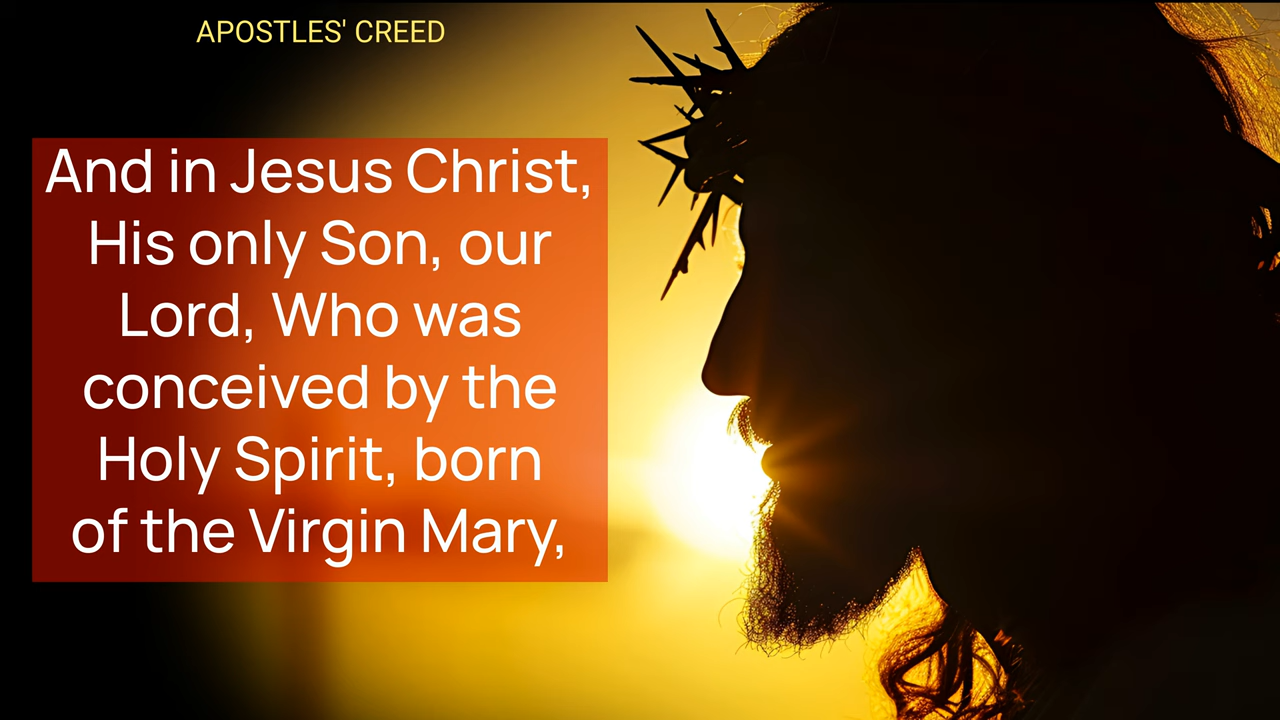 APOSTLES' CREED
And in Jesus Christ,
His only Son, our
Lord, Who was
conceived by the
Holy Spirit, born
of the Virgin Mary,